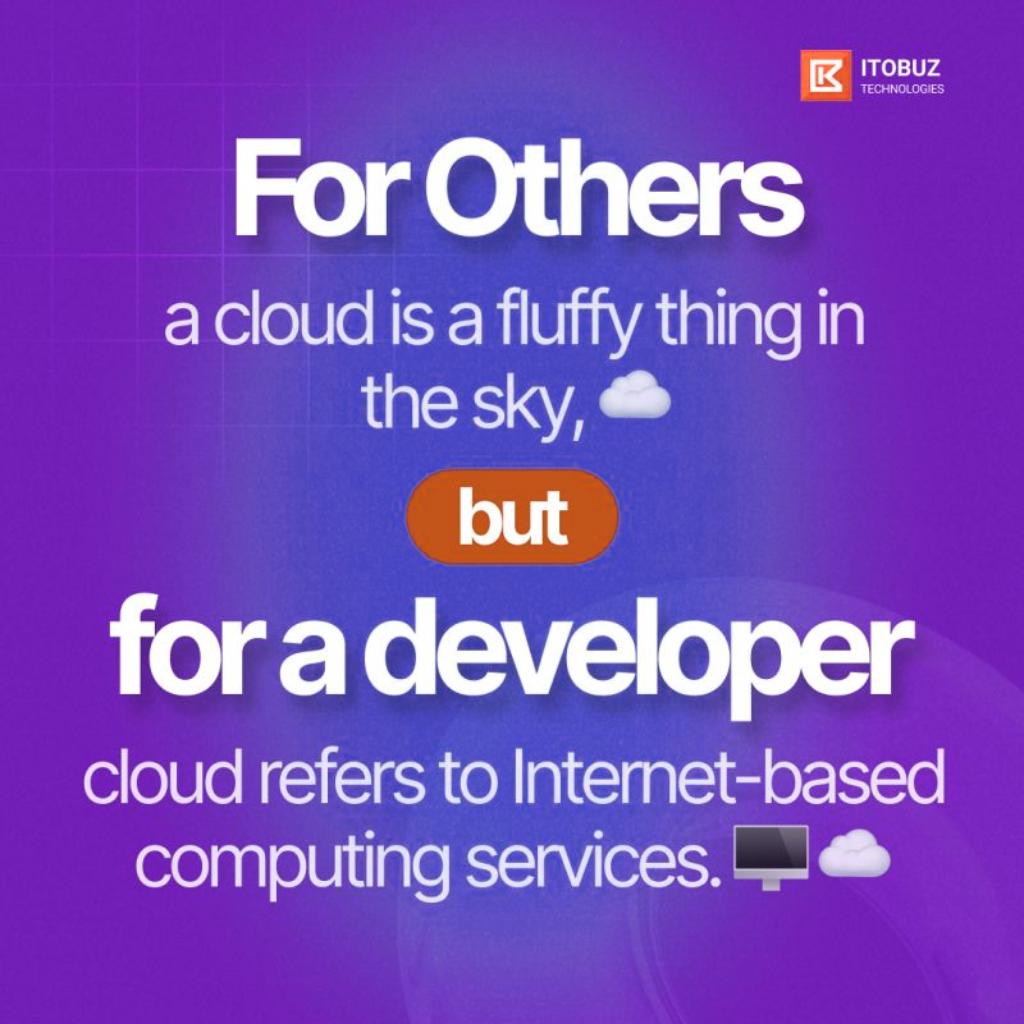 ITOBUZ
TECHNOLOGIES
For Others
a cloud is a fluffy thing in
the sky, ☁️
but
for a developer
cloud refers to Internet-based
computing services. 🖥️☁️